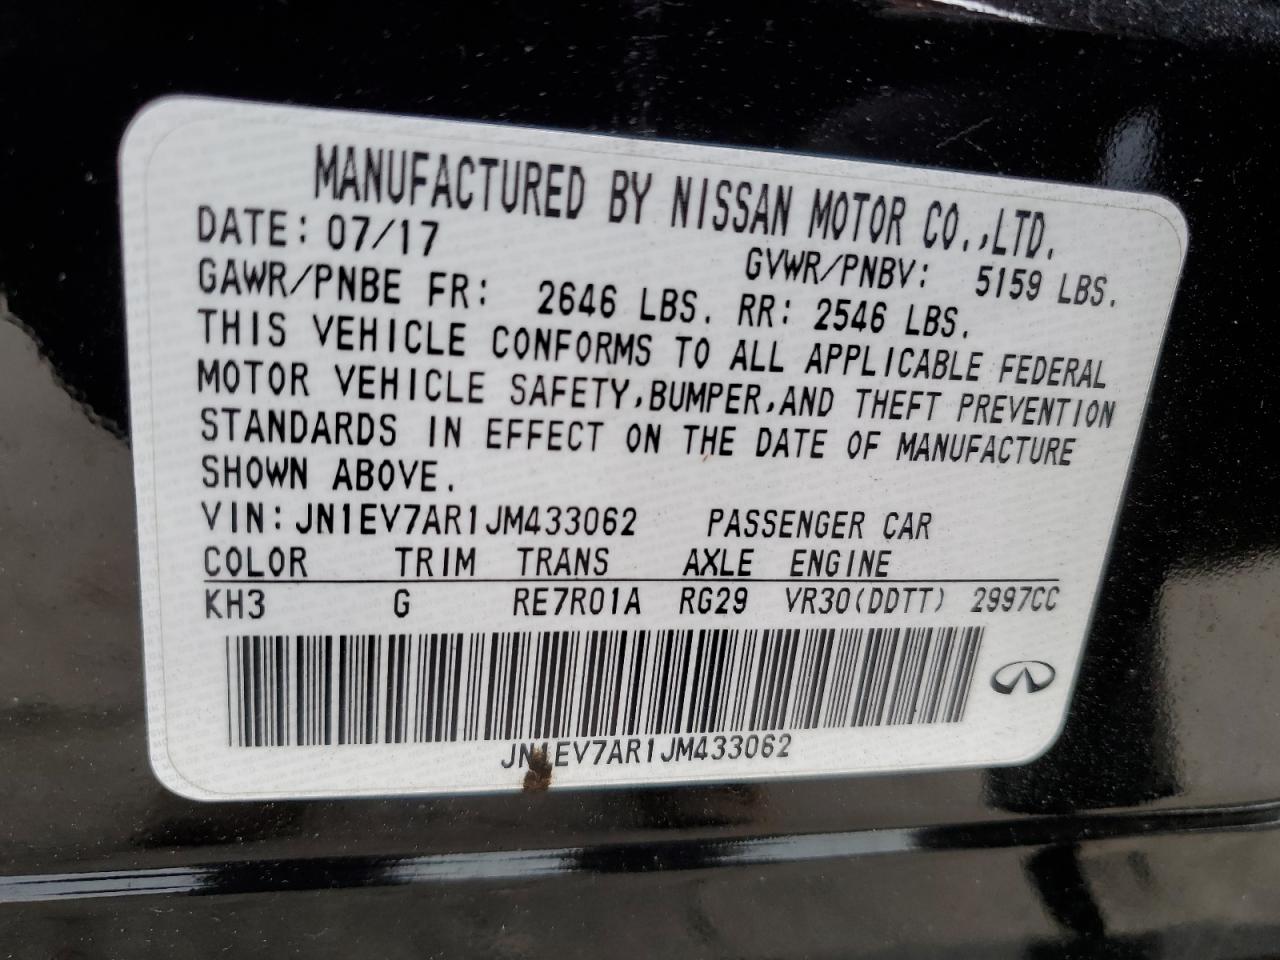 MANUFACTURED BY NISSAN MOTOR CO.,LTD.
DATE: 07/17 GVWR/PNBV: 5159 LBS.
GAWR/PNBE FR: 2646 LBS. RR: 2546 LBS.
THIS VEHICLE CONFORMS TO ALL APPLICABLE FEDERAL
MOTOR VEHICLE SAFETY,BUMPER,AND THEFT PREVENTION
STANDARDS IN EFFECT ON THE DATE OF MANUFACTURE
SHOWN ABOVE.
VIN: JN1EV7AR1JM433062 PASSENGER CAR
COLOR TRIM TRANS AXLE ENGINE
KH3 G RE7R01A RG29 VR30(DDTT) 2997CC
JN1EV7AR1JM433062